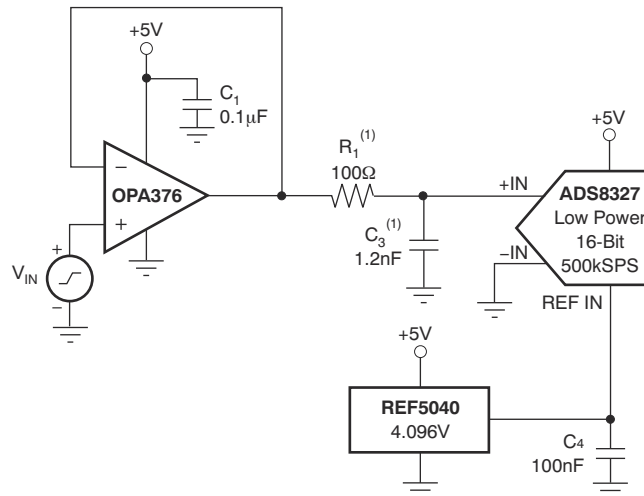 +5V
C1
0.1µF
R1(1)
100Ω
+5V
−
OPA376
+
+IN
ADS8327
Low Power
16-Bit
500kSPS
C3(1)
1.2nF
−IN
REF IN
+
VIN
−
+5V
REF5040
4.096V
C4
100nF